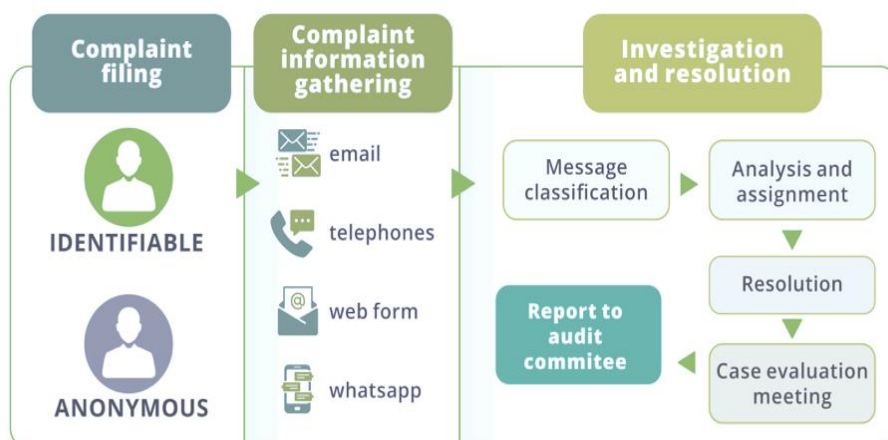 Complaint
filing
IDENTIFIABLE
ANONYMOUS
Complaint
information
gathering
email
telephones
@
web form
whatsapp
Investigation
and resolution
Message
classification
Analysis and
assignment
Resolution
Case evaluation
meeting
Report to
audit
commitee